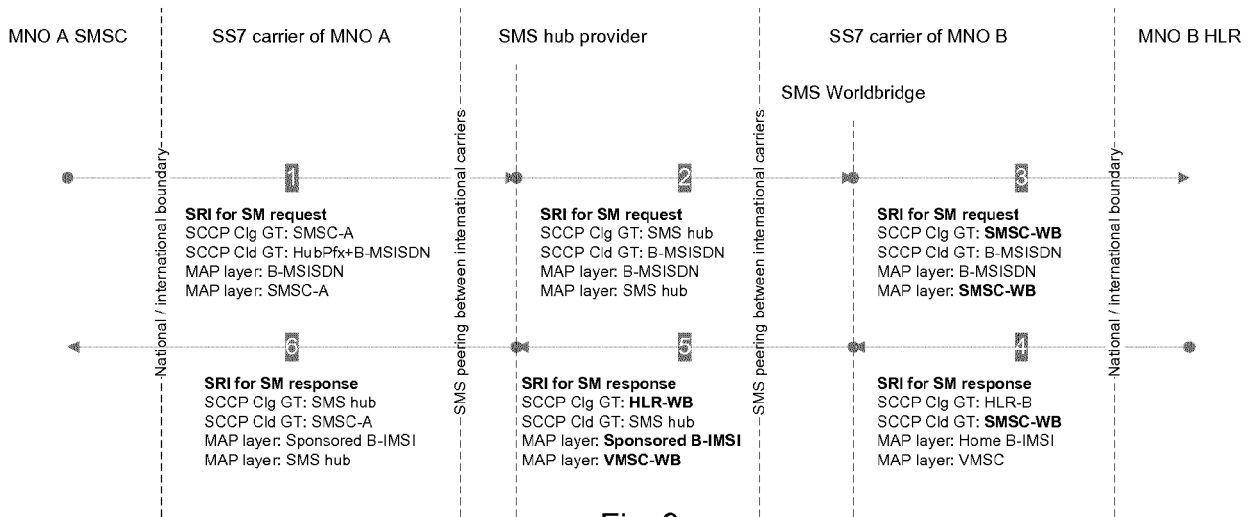 MNO A SMSC
SS7 carrier of MNO A
SMS hub provider
SS7 carrier of MNO B
MNO B HLR
SMS Worldbridge
National / international boundary
SMS peering between international carriers
SMS peering between international carriers
National / international boundary
1
2
3
SRI for SM request
SCCP Clg GT: SMSC-A
SCCP Cld GT: HubPfx+B-MSISDN
MAP layer: B-MSISDN
MAP layer: SMSC-A
SRI for SM request
SCCP Clg GT: SMS hub
SCCP Cld GT: B-MSISDN
MAP layer: B-MSISDN
MAP layer: SMS hub
SRI for SM request
SCCP Clg GT: SMSC-WB
SCCP Cld GT: B-MSISDN
MAP layer: B-MSISDN
MAP layer: SMSC-WB
6
5
4
SRI for SM response
SCCP Clg GT: SMS hub
SCCP Cld GT: SMSC-A
MAP layer: Sponsored B-IMSI
MAP layer: SMS hub
SRI for SM response
SCCP Clg GT: HLR-WB
SCCP Cld GT: SMS hub
MAP layer: Sponsored B-IMSI
MAP layer: VMSC-WB
SRI for SM response
SCCP Clg GT: HLR-B
SCCP Cld GT: SMSC-WB
MAP layer: Home B-IMSI
MAP layer: VMSC